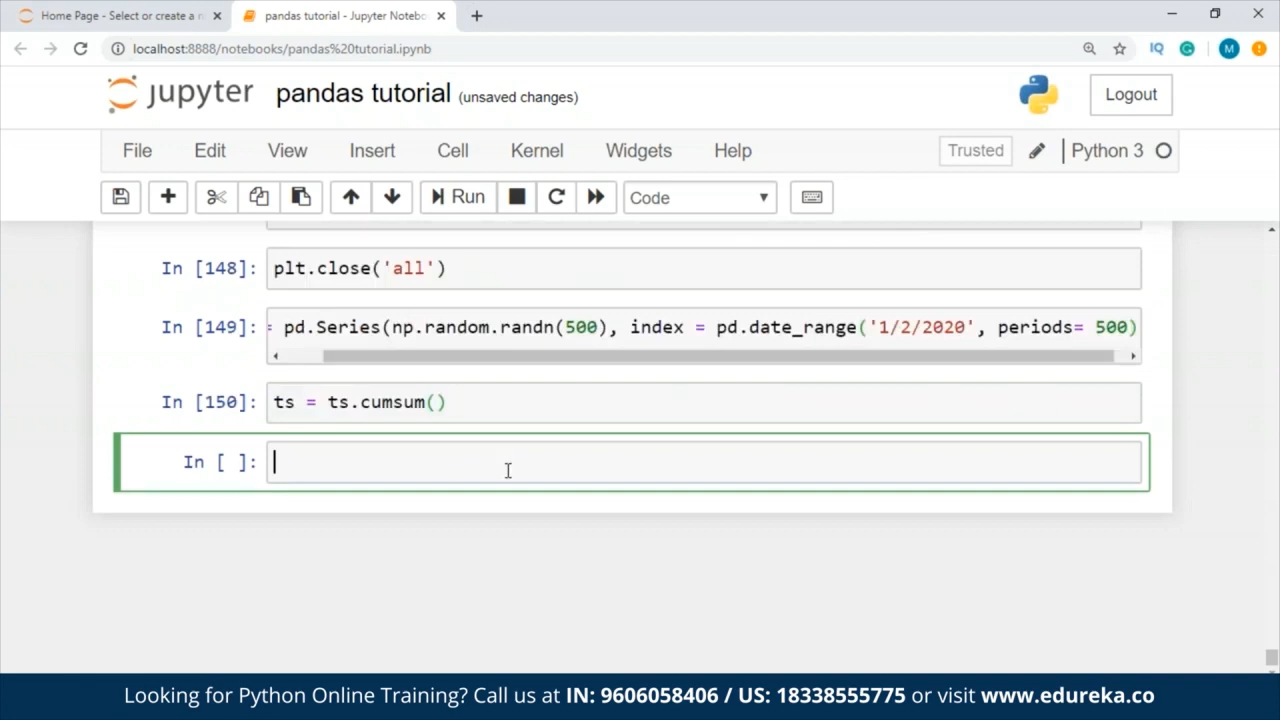 Home Page - Select or create a n
pandas tutorial - Jupyter Notebo
localhost:8888/notebooks/pandas%20tutorial.ipynb
IQ
M
jupyter pandas tutorial (unsaved changes)
Logout
File Edit View Insert Cell Kernel Widgets Help
Trusted Python 3
Run Code
In [148]: plt.close('all')
In [149]: = pd.Series(np.random.randn(500), index = pd.date_range('1/2/2020', periods= 500)
In [150]: ts = ts.cumsum()
In [ ]:
Looking for Python Online Training? Call us at IN: 9606058406 / US: 18338555775 or visit www.edureka.co